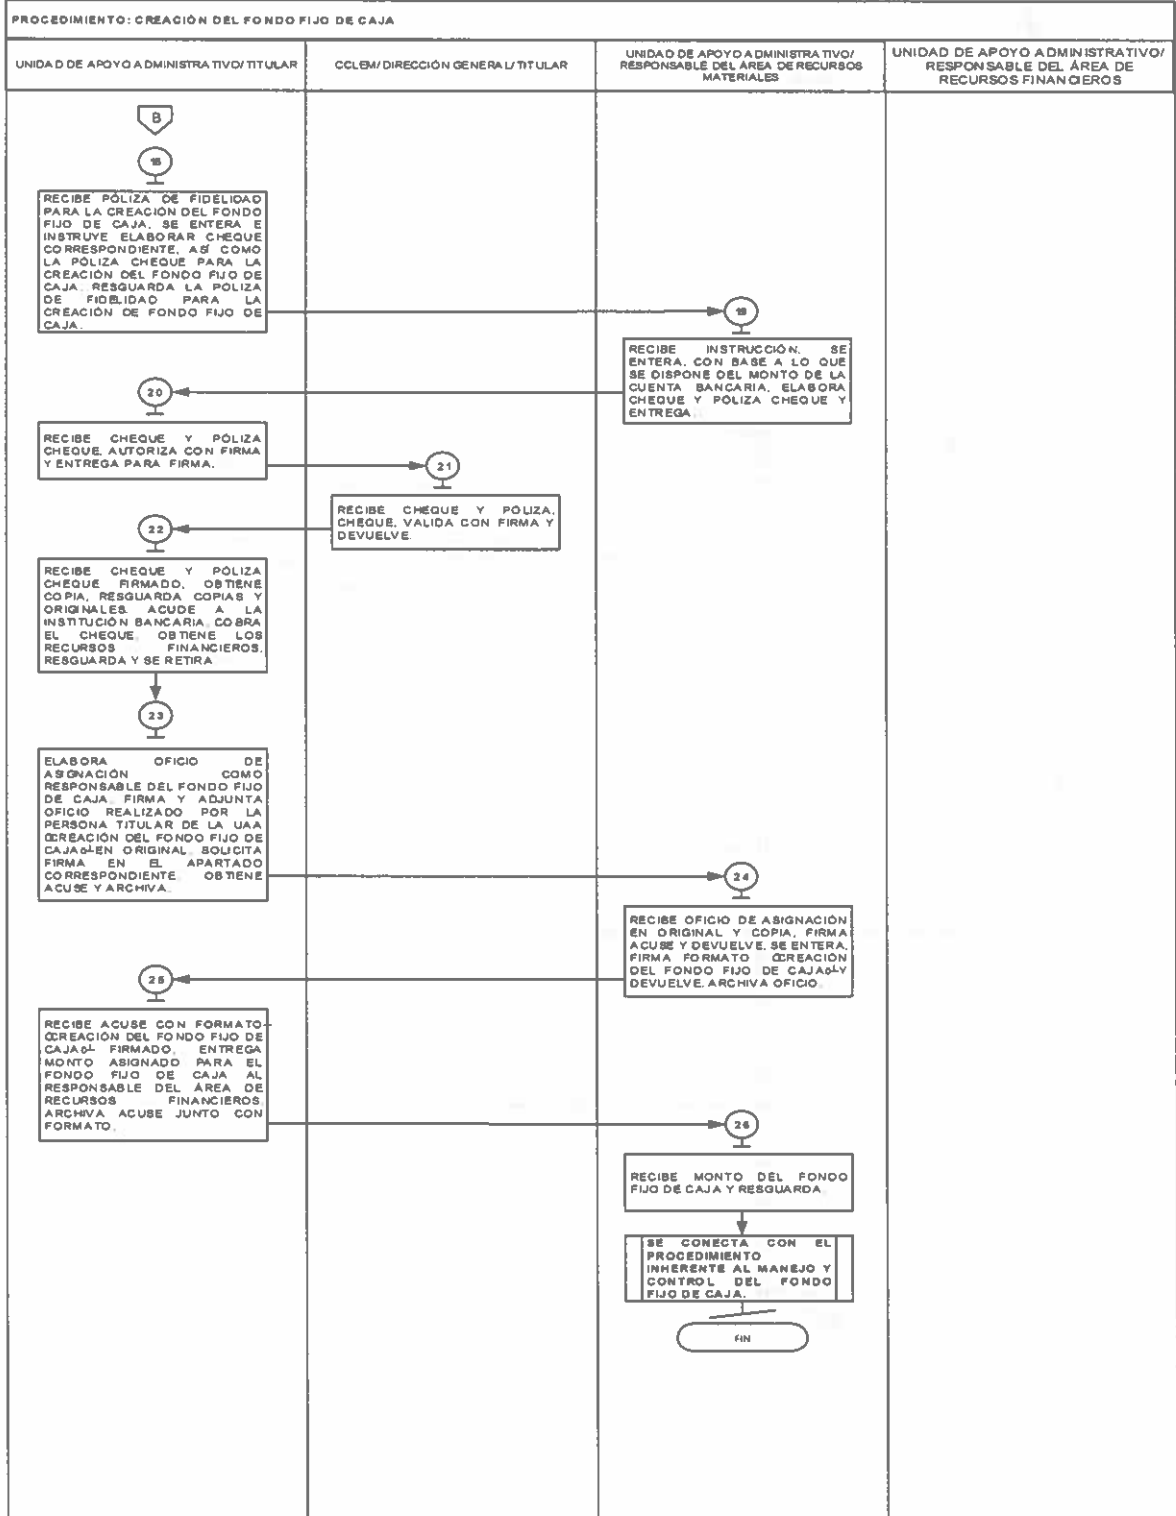 PROCEDIMIENTO: CREACIÓN DEL FONDO FIJO DE CAJA
UNIDAD DE APOYO ADMINISTRATIVO/TITULAR
CCLEM/DIRECCIÓN GENERAL/TITULAR
UNIDAD DE APOYO ADMINISTRATIVO/
RESPONSABLE DEL ÁREA DE RECURSOS
MATERIALES
UNIDAD DE APOYO ADMINISTRATIVO/
RESPONSABLE DEL ÁREA DE
RECURSOS FINANCIEROS
B
RECIBE PÓLIZA DE FIDELIDAD
PARA LA CREACIÓN DEL FONDO
FIJO DE CAJA, SE ENTERA E
INSTRUYE ELABORAR CHEQUE
CORRESPONDIENTE, ASÍ COMO
LA PÓLIZA CHEQUE PARA LA
CREACIÓN DEL FONDO FIJO DE
CAJA. RESGUARDA LA POLIZA
DE FIDELIDAD PARA LA
CREACIÓN DE FONDO FIJO DE
CAJA.
19
RECIBE INSTRUCCIÓN, SE
ENTERA, CON BASE A LO QUE
SE DISPONE DEL MONTO DE LA
CUENTA BANCARIA, ELABORA
CHEQUE Y PÓLIZA CHEQUE Y
ENTREGA.
20
RECIBE CHEQUE Y PÓLIZA
CHEQUE, AUTORIZA CON FIRMA
Y ENTREGA PARA FIRMA.
21
RECIBE CHEQUE Y POLIZA,
CHEQUE, VALIDA CON FIRMA Y
DEVUELVE.
22
RECIBE CHEQUE Y PÓLIZA
CHEQUE FIRMADO, OBTIENE
COPIA, RESGUARDA COPIAS Y
ORIGINALES. ACUDE A LA
INSTITUCIÓN BANCARIA, COBRA
EL CHEQUE, OBTIENE LOS
RECURSOS FINANCIEROS,
RESGUARDA Y SE RETIRA
23
ELABORA OFICIO DE
ASIGNACIÓN COMO
RESPONSABLE DEL FONDO FIJO
DE CAJA, FIRMA Y ADJUNTA
OFICIO REALIZADO POR LA
PERSONA TITULAR DE LA UAA
CREACIÓN DEL FONDO FIJO DE
CAJA EN ORIGINAL, SOLICITA
FIRMA EN EL APARTADO
CORRESPONDIENTE. OBTIENE
ACUSE Y ARCHIVA.
24
RECIBE OFICIO DE ASIGNACIÓN
EN ORIGINAL Y COPIA, FIRMA
ACUSE Y DEVUELVE, SE ENTERA,
FIRMA FORMATO CREACIÓN
DEL FONDO FIJO DE CAJA Y
DEVUELVE. ARCHIVA OFICIO.
25
RECIBE ACUSE CON FORMATO
CREACIÓN DEL FONDO FIJO DE
CAJA FIRMADO, ENTREGA
MONTO ASIGNADO PARA EL
FONDO FIJO DE CAJA AL
RESPONSABLE DEL ÁREA DE
RECURSOS FINANCIEROS,
ARCHIVA ACUSE JUNTO CON
FORMATO.
26
RECIBE MONTO DEL FONDO
FIJO DE CAJA Y RESGUARDA.
SE CONECTA CON EL
PROCEDIMIENTO
INHERENTE AL MANEJO Y
CONTROL DEL FONDO
FIJO DE CAJA.
FIN